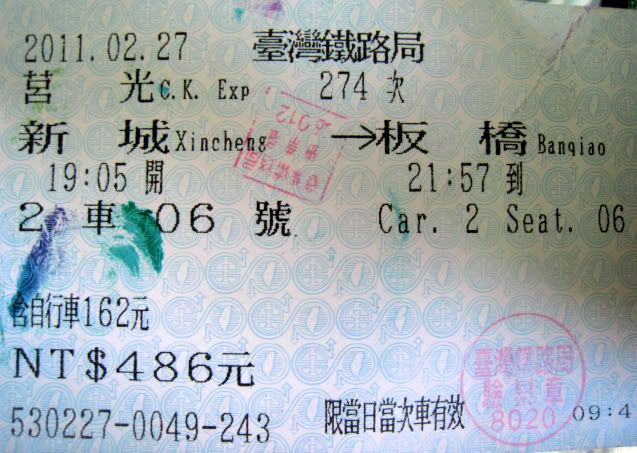 2011.02.27 臺灣鐵路局
莒 光 C.K. Exp 274 次
新 城 Xincheng → 板 橋 Banqiao
19:05 開 21:57 到
2 車 06 號 Car. 2 Seat. 06
含自行車162元
NT$486元
530227-0049-243 限當日當次車有效 09:4
臺灣鐵路局
驗票章
8020